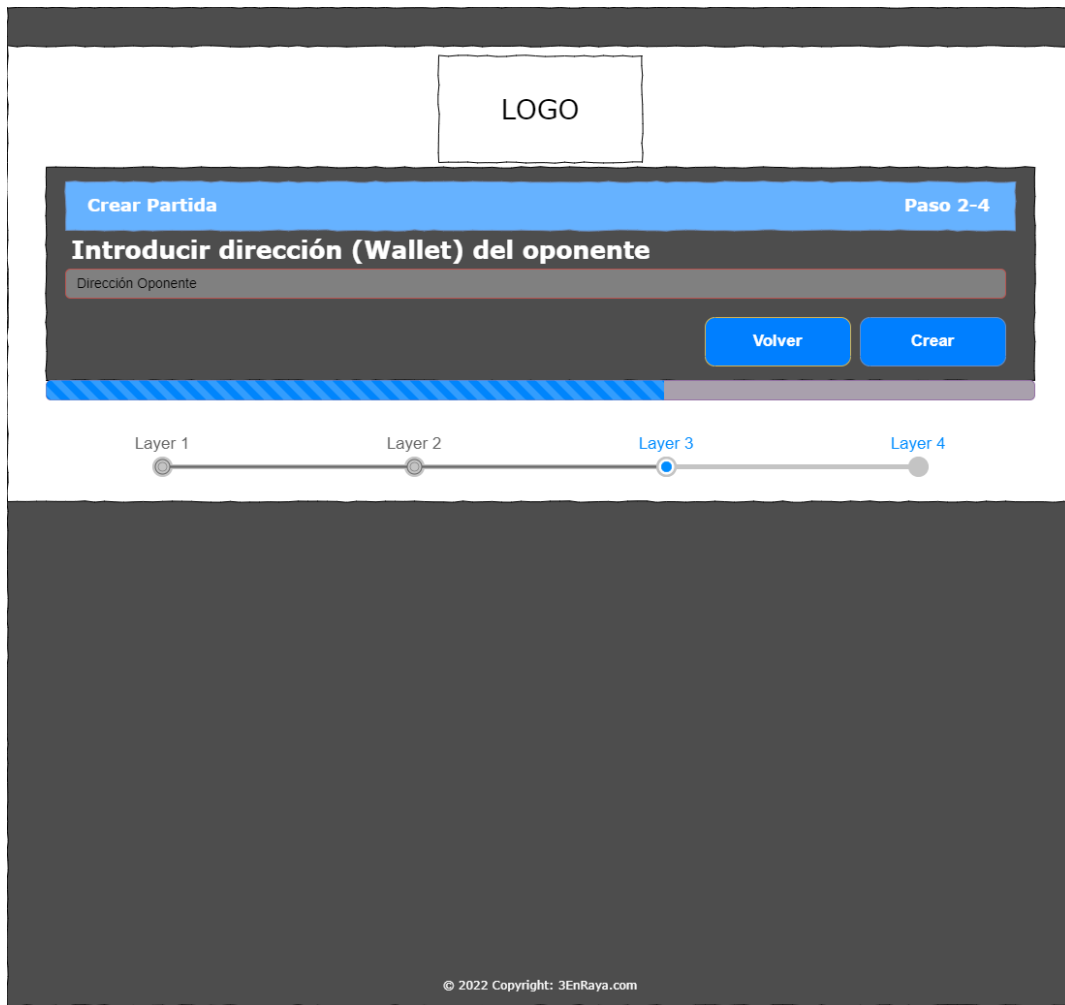 LOGO
Crear Partida Paso 2-4
Introducir dirección (Wallet) del oponente
Dirección Oponente
Volver Crear
Layer 1 Layer 2 Layer 3 Layer 4
© 2022 Copyright: 3EnRaya.com